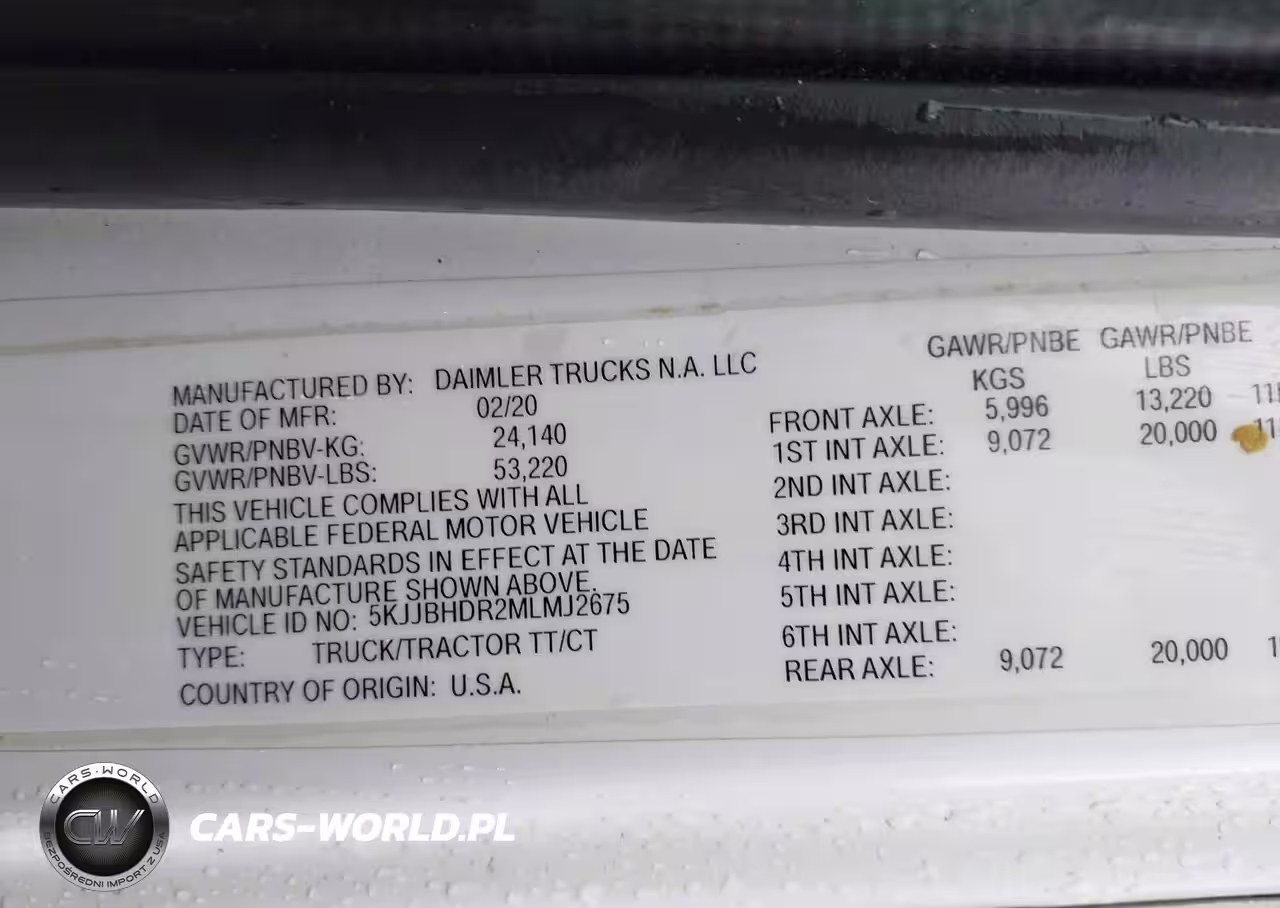 GAWR/PNBE GAWR/PNBE
KGS LBS
MANUFACTURED BY: DAIMLER TRUCKS N.A. LLC
DATE OF MFR: 02/20
GVWR/PNBV-KG: 24,140
GVWR/PNBV-LBS: 53,220
THIS VEHICLE COMPLIES WITH ALL
APPLICABLE FEDERAL MOTOR VEHICLE
SAFETY STANDARDS IN EFFECT AT THE DATE
OF MANUFACTURE SHOWN ABOVE.
VEHICLE ID NO: 5KJJBHDR2MLMJ2675
TYPE: TRUCK/TRACTOR TT/CT
COUNTRY OF ORIGIN: U.S.A.
FRONT AXLE: 5,996 13,220
1ST INT AXLE: 9,072 20,000
2ND INT AXLE:
3RD INT AXLE:
4TH INT AXLE:
5TH INT AXLE:
6TH INT AXLE:
REAR AXLE: 9,072 20,000
CARS-WORLD
CW
BEZPOŚREDNI IMPORT Z USA
CARS-WORLD.PL